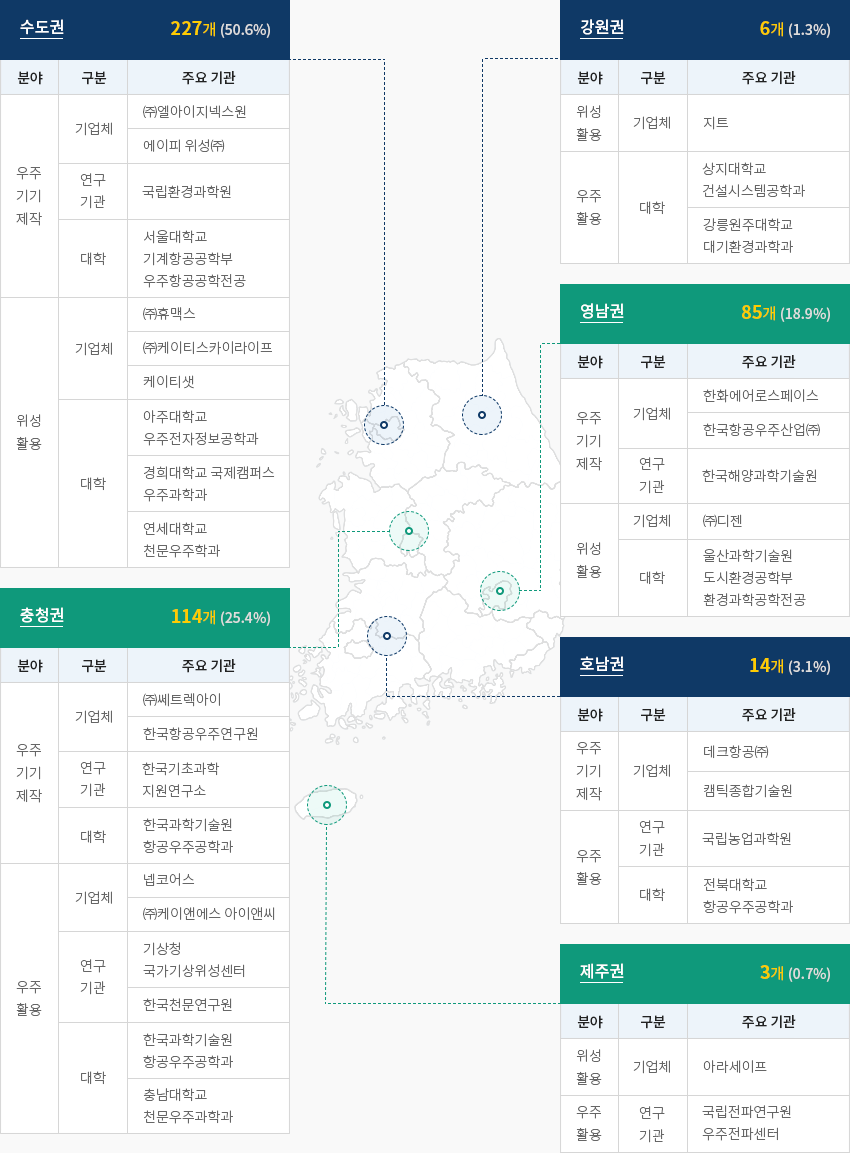 수도권
227개 (50.6%)
분야 구분 주요 기관
우주
기기
제작
기업체
㈜엘아이지넥스원
에이피 위성㈜
연구
기관
국립환경과학원
대학
서울대학교
기계항공공학부
우주항공공학전공
위성
활용
기업체
㈜휴맥스
㈜케이티스카이라이프
케이티샛
대학
아주대학교
우주전자정보공학과
경희대학교 국제캠퍼스
우주과학과
연세대학교
천문우주학과
충청권
114개 (25.4%)
분야 구분 주요 기관
우주
기기
제작
기업체
㈜쎄트렉아이
한국항공우주연구원
연구
기관
한국기초과학
지원연구소
대학
한국과학기술원
항공우주공학과
우주
활용
기업체
넵코어스
㈜케이앤에스 아이앤씨
연구
기관
기상청
국가기상위성센터
한국천문연구원
대학
한국과학기술원
항공우주공학과
충남대학교
천문우주과학과
강원권
6개 (1.3%)
분야 구분 주요 기관
위성
활용
기업체
지트
우주
활용
대학
상지대학교
건설시스템공학과
강릉원주대학교
대기환경과학과
영남권
85개 (18.9%)
분야 구분 주요 기관
우주
기기
제작
기업체
한화에어로스페이스
한국항공우주산업㈜
연구
기관
한국해양과학기술원
위성
활용
기업체
㈜디젠
대학
울산과학기술원
도시환경공학부
환경과학공학전공
호남권
14개 (3.1%)
분야 구분 주요 기관
우주
기기
제작
기업체
데크항공㈜
캠틱종합기술원
우주
활용
연구
기관
국립농업과학원
대학
전북대학교
항공우주공학과
제주권
3개 (0.7%)
분야 구분 주요 기관
위성
활용
기업체
아라세이프
우주
활용
연구
기관
국립전파연구원
우주전파센터